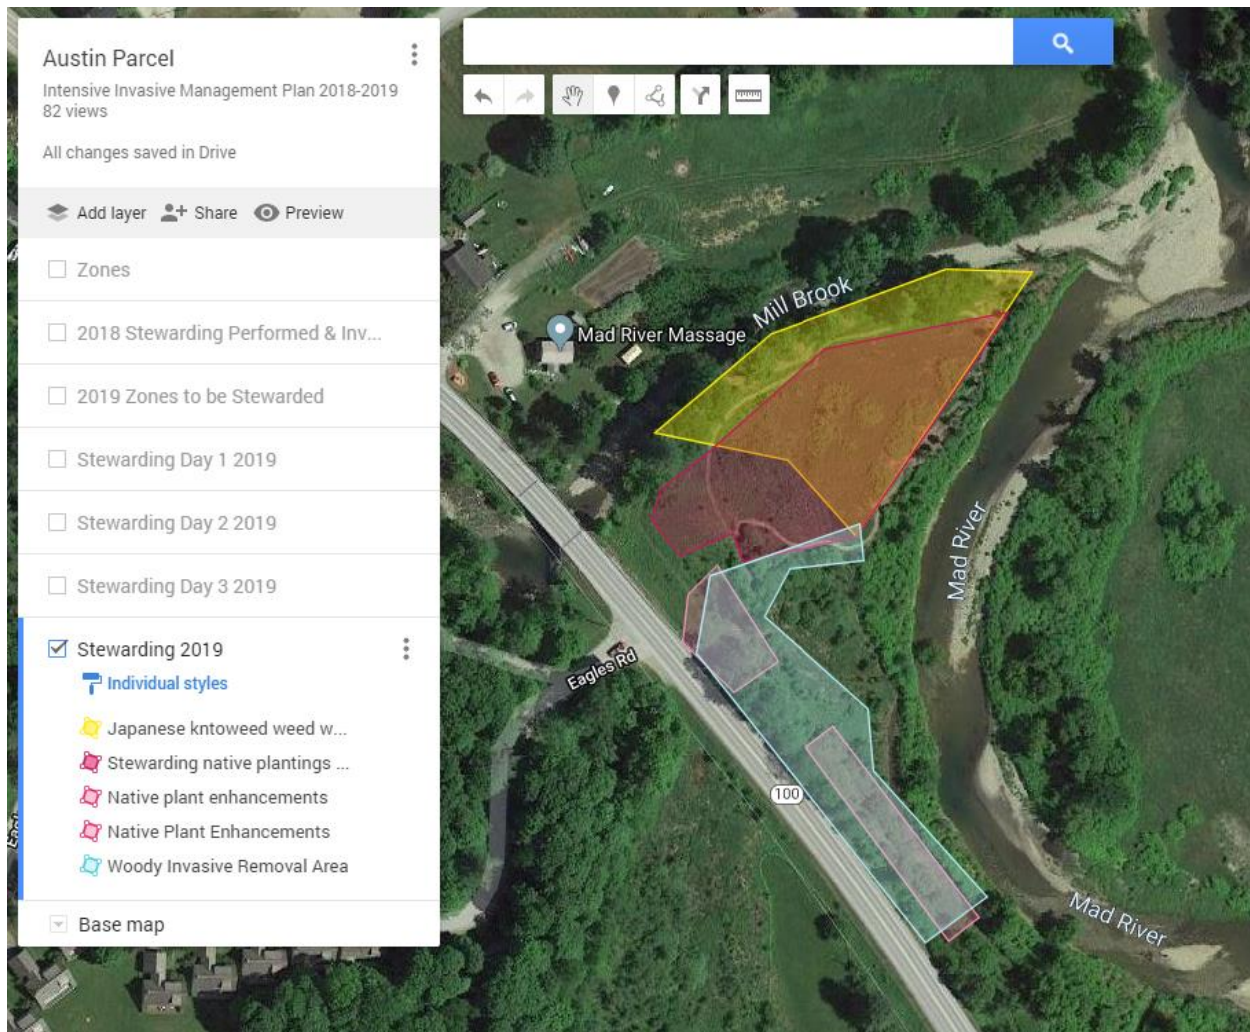 Austin Parcel
Intensive Invasive Management Plan 2018-2019
82 views
All changes saved in Drive
Add layer
Share
Preview
Zones
2018 Stewarding Performed & Inv...
2019 Zones to be Stewarded
Stewarding Day 1 2019
Stewarding Day 2 2019
Stewarding Day 3 2019
Stewarding 2019
Individual styles
Japanese kntoweed weed w...
Stewarding native plantings ...
Native plant enhancements
Native Plant Enhancements
Woody Invasive Removal Area
Base map
Mill Brook
Mad River Massage
Mad River
Eagles Rd
100
Mad River